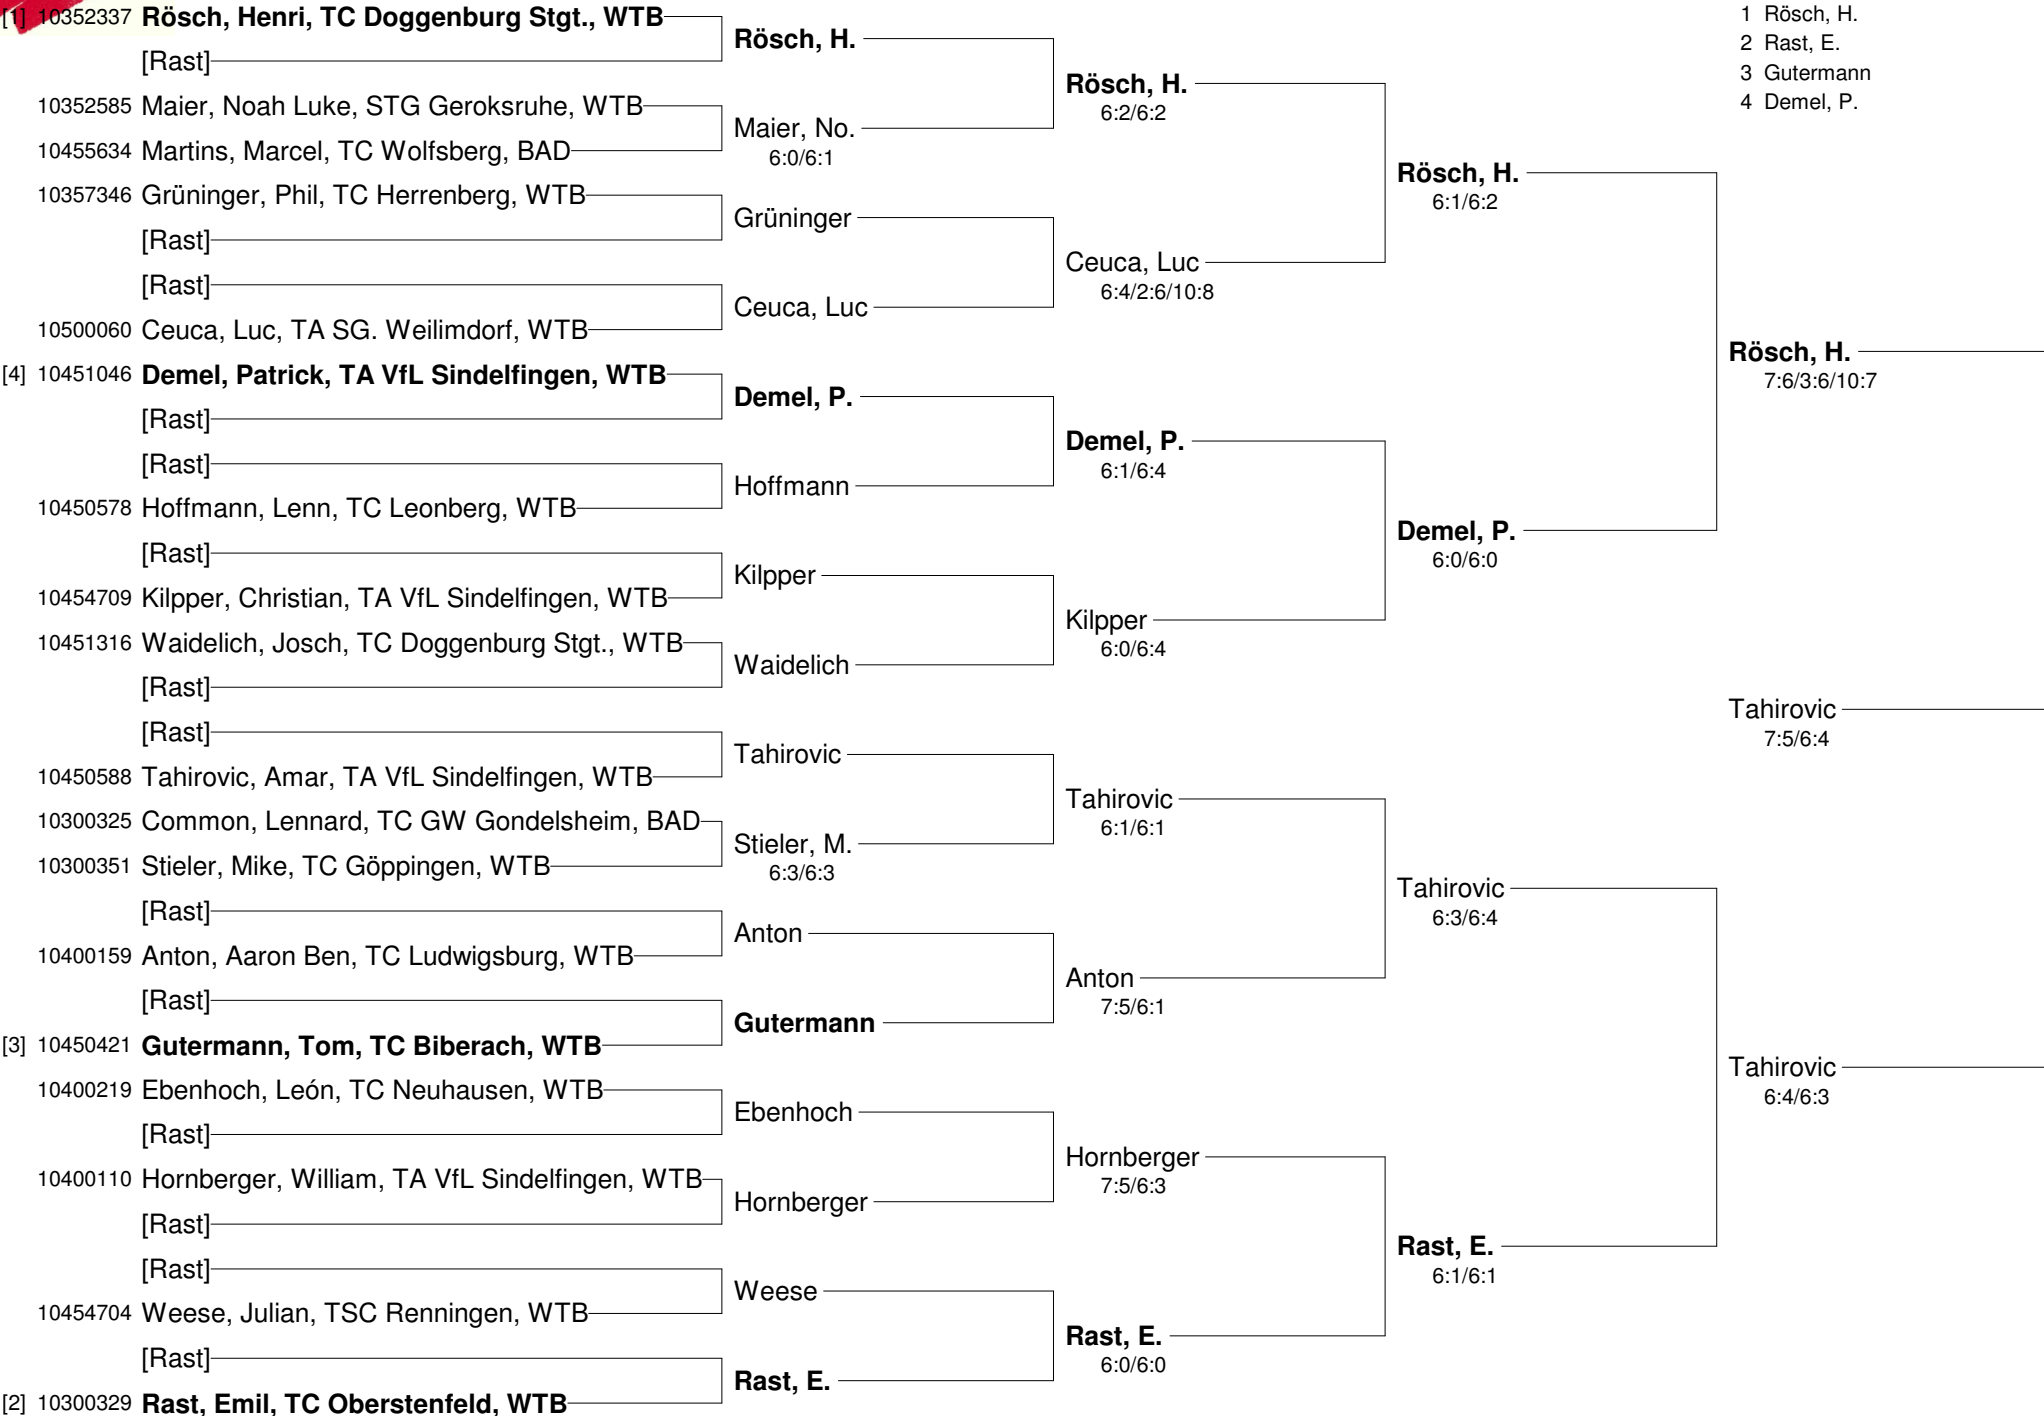 [1] 10352337 Rösch, Henri, TC Doggenburg Stgt., WTB
[Rast]
10352585 Maier, Noah Luke, STG Geroksruhe, WTB
10455634 Martins, Marcel, TC Wolfsberg, BAD
10357346 Grüninger, Phil, TC Herrenberg, WTB
[Rast]
[Rast]
10500060 Ceuca, Luc, TA SG. Weilimdorf, WTB
[4] 10451046 Demel, Patrick, TA VfL Sindelfingen, WTB
[Rast]
[Rast]
10450578 Hoffmann, Lenn, TC Leonberg, WTB
[Rast]
10454709 Kilpper, Christian, TA VfL Sindelfingen, WTB
10451316 Waidelich, Josch, TC Doggenburg Stgt., WTB
[Rast]
[Rast]
10450588 Tahirovic, Amar, TA VfL Sindelfingen, WTB
10300325 Common, Lennard, TC GW Gondelsheim, BAD
10300351 Stieler, Mike, TC Göppingen, WTB
[Rast]
10400159 Anton, Aaron Ben, TC Ludwigsburg, WTB
[Rast]
[3] 10450421 Gutermann, Tom, TC Biberach, WTB
10400219 Ebenhoch, León, TC Neuhausen, WTB
[Rast]
10400110 Hornberger, William, TA VfL Sindelfingen, WTB
[Rast]
[Rast]
10454704 Weese, Julian, TSC Renningen, WTB
[Rast]
[2] 10300329 Rast, Emil, TC Oberstenfeld, WTB
Rösch, H.
Maier, No.
6:0/6:1
Grüninger
Ceuca, Luc
Demel, P.
Hoffmann
Kilpper
Waidelich
Tahirovic
Stieler, M.
6:3/6:3
Anton
Gutermann
Ebenhoch
Hornberger
Weese
Rast, E.
Rösch, H.
6:2/6:2
Ceuca, Luc
6:4/2:6/10:8
Demel, P.
6:1/6:4
Kilpper
6:0/6:4
Tahirovic
6:1/6:1
Anton
7:5/6:1
Hornberger
7:5/6:3
Rast, E.
6:0/6:0
Rösch, H.
6:1/6:2
Demel, P.
6:0/6:0
Tahirovic
6:3/6:4
Rast, E.
6:1/6:1
1 Rösch, H.
2 Rast, E.
3 Gutermann
4 Demel, P.
Rösch, H.
7:6/3:6/10:7
Tahirovic
7:5/6:4
Tahirovic
6:4/6:3